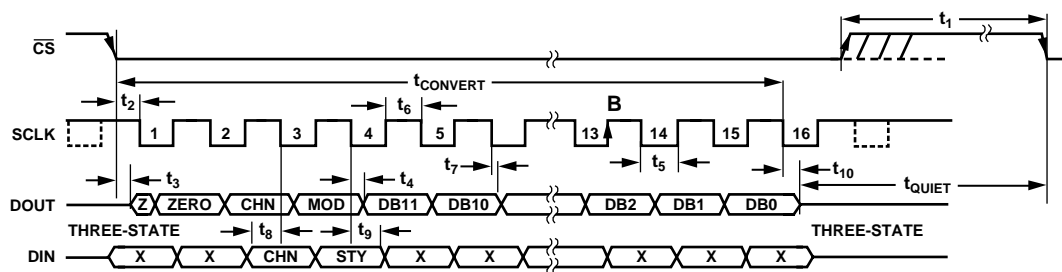 t1
CS
tCONVERT
t2
t6
B
SCLK
1 2 3 4 5 13 14 15 16
t7
t5
t10
t3
t4
tQUIET
DOUT
Z ZERO CHN MOD DB11 DB10 DB2 DB1 DB0
THREE-STATE
t8
t9
THREE-STATE
DIN
X X CHN STY X X X X X